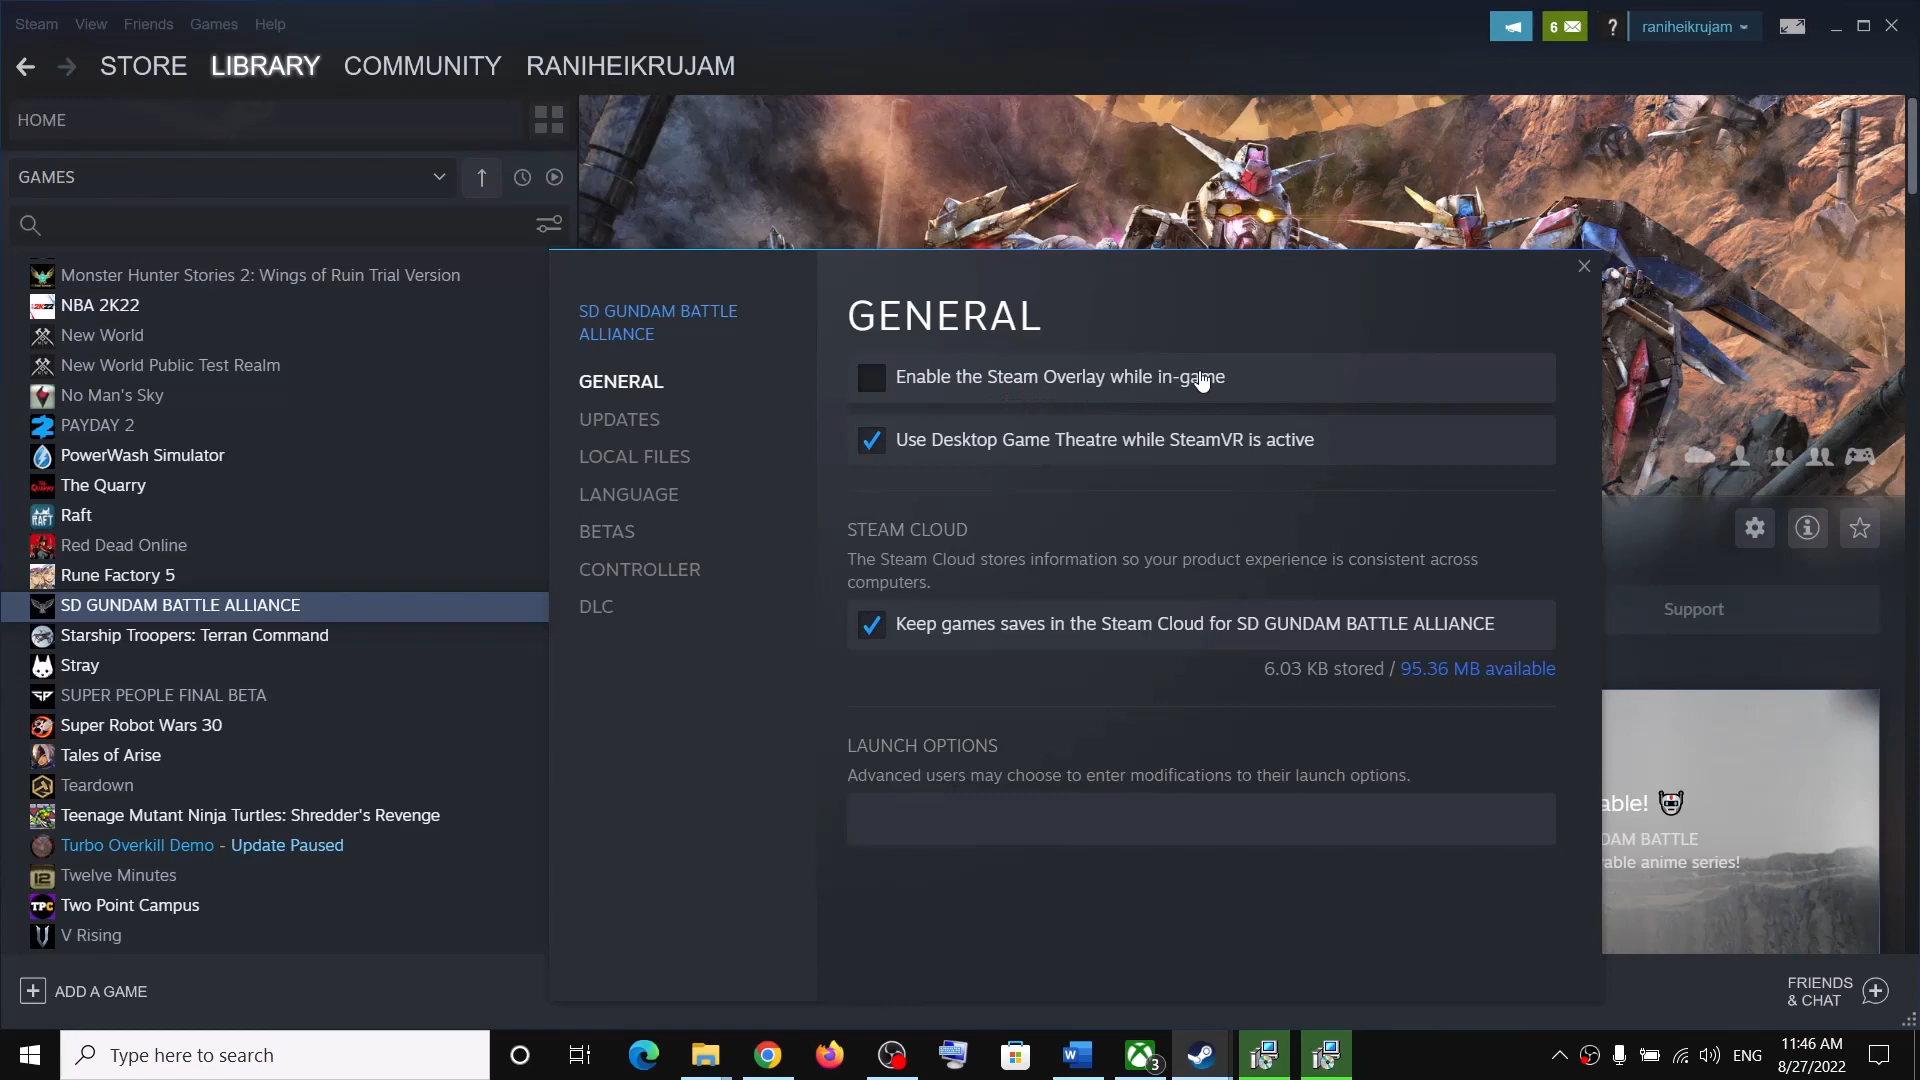 Steam View Friends Games Help
6
?
raniheikrujam
STORE LIBRARY COMMUNITY RANIHEIKRUJAM
HOME
GAMES
Monster Hunter Stories 2: Wings of Ruin Trial Version
NBA 2K22
New World
New World Public Test Realm
No Man's Sky
PAYDAY 2
PowerWash Simulator
The Quarry
Raft
Red Dead Online
Rune Factory 5
SD GUNDAM BATTLE ALLIANCE
Starship Troopers: Terran Command
Stray
SUPER PEOPLE FINAL BETA
Super Robot Wars 30
Tales of Arise
Teardown
Teenage Mutant Ninja Turtles: Shredder's Revenge
Turbo Overkill Demo - Update Paused
Twelve Minutes
Two Point Campus
V Rising
ADD A GAME
SD GUNDAM BATTLE
ALLIANCE
GENERAL
UPDATES
LOCAL FILES
LANGUAGE
BETAS
CONTROLLER
DLC
GENERAL
Enable the Steam Overlay while in-game
Use Desktop Game Theatre while SteamVR is active
STEAM CLOUD
The Steam Cloud stores information so your product experience is consistent across
computers.
Keep games saves in the Steam Cloud for SD GUNDAM BATTLE ALLIANCE
6.03 KB stored / 95.36 MB available
LAUNCH OPTIONS
Advanced users may choose to enter modifications to their launch options.
Support
able!
DAM BATTLE
able anime series!
FRIENDS
& CHAT
Type here to search
3
ENG
11:46 AM
8/27/2022